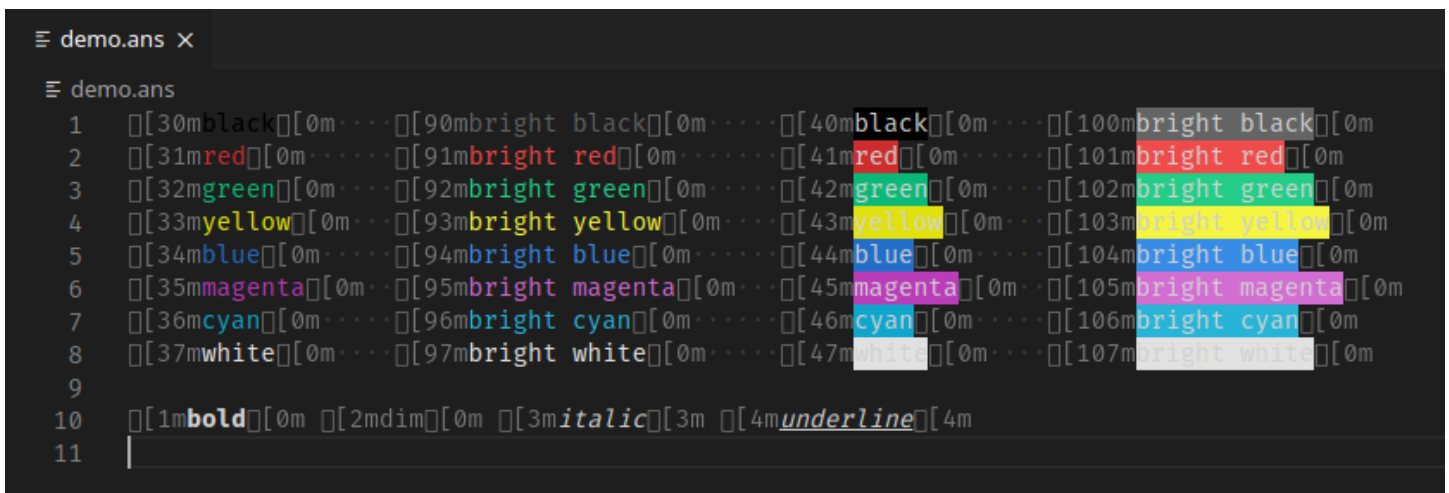 demo.ans
demo.ans
1 ▯[30mblack▯[0m····▯[90mbright black▯[0m·····▯[40mblack▯[0m····▯[100mbright black▯[0m
2 ▯[31mred▯[0m······▯[91mbright red▯[0m·······▯[41mred▯[0m······▯[101mbright red▯[0m
3 ▯[32mgreen▯[0m····▯[92mbright green▯[0m·····▯[42mgreen▯[0m····▯[102mbright green▯[0m
4 ▯[33myellow▯[0m···▯[93mbright yellow▯[0m····▯[43myellow▯[0m···▯[103mbright yellow▯[0m
5 ▯[34mblue▯[0m·····▯[94mbright blue▯[0m······▯[44mblue▯[0m·····▯[104mbright blue▯[0m
6 ▯[35mmagenta▯[0m··▯[95mbright magenta▯[0m···▯[45mmagenta▯[0m··▯[105mbright magenta▯[0m
7 ▯[36mcyan▯[0m·····▯[96mbright cyan▯[0m······▯[46mcyan▯[0m·····▯[106mbright cyan▯[0m
8 ▯[37mwhite▯[0m····▯[97mbright white▯[0m·····▯[47mwhite▯[0m····▯[107mbright white▯[0m
9
10 ▯[1mbold▯[0m ▯[2mdim▯[0m ▯[3mitalic▯[3m ▯[4munderline▯[4m
11